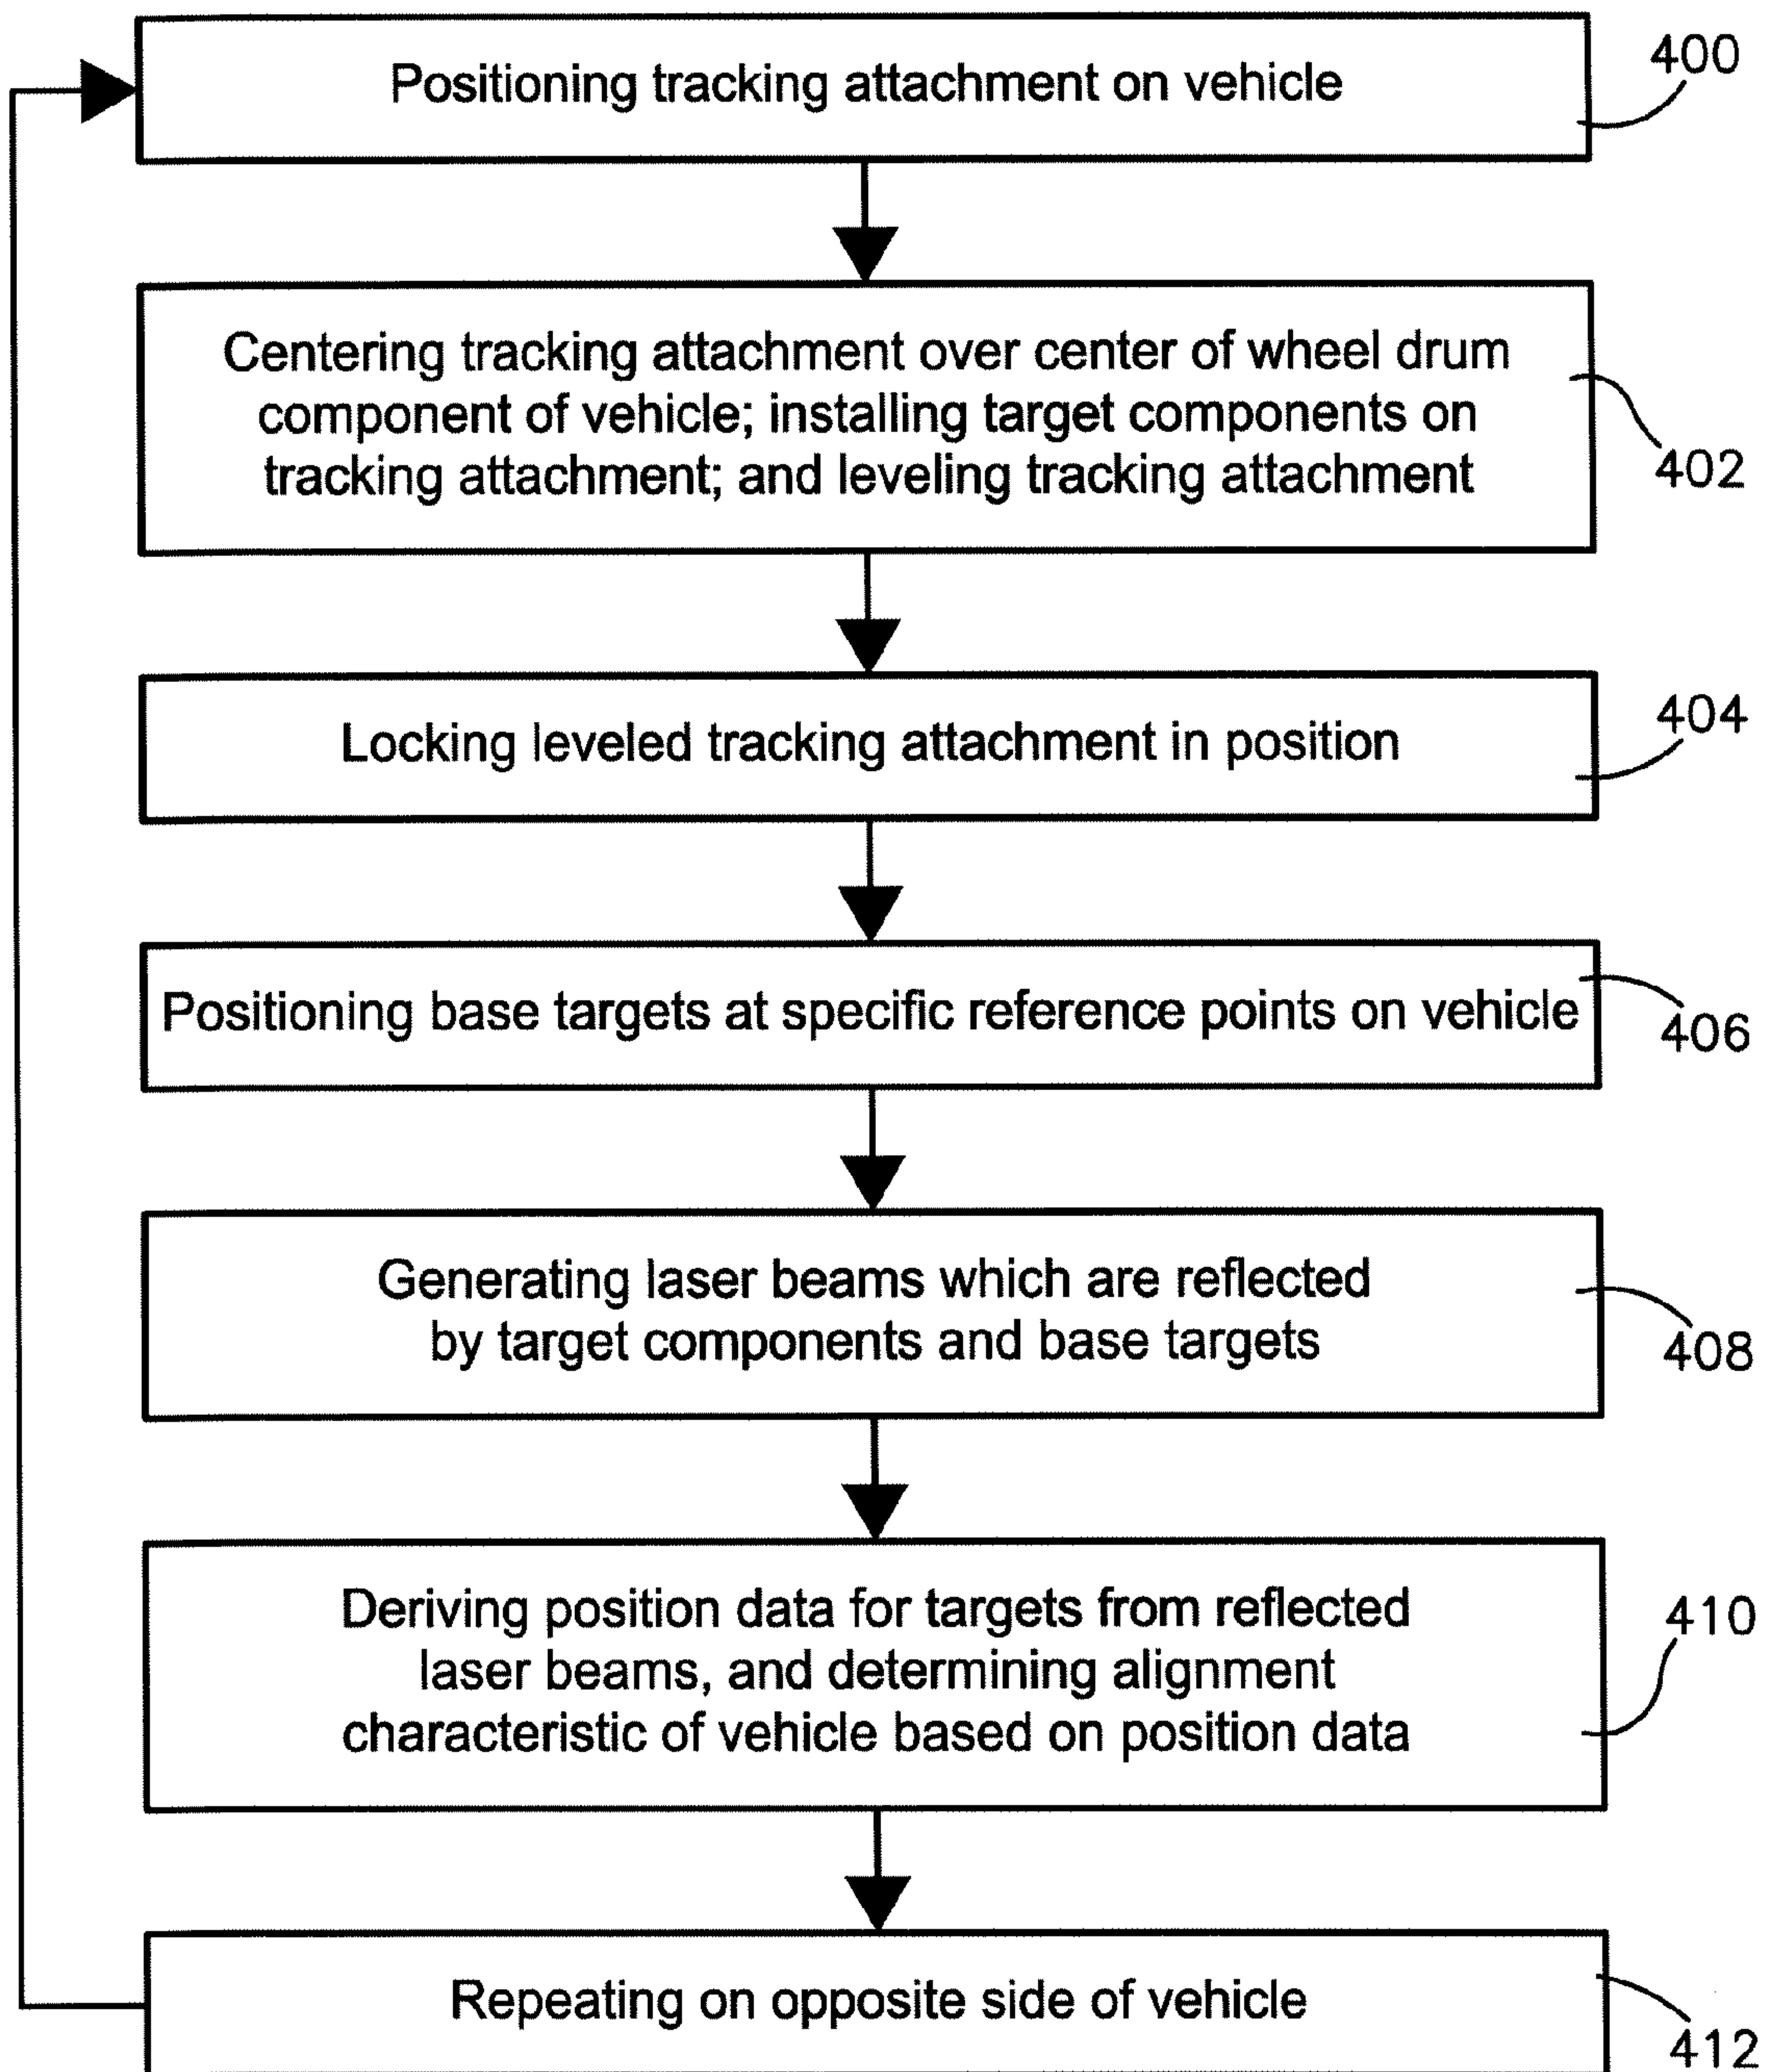 Positioning tracking attachment on vehicle
400
Centering tracking attachment over center of wheel drum
component of vehicle; installing target components on
tracking attachment; and leveling tracking attachment
402
Locking leveled tracking attachment in position
404
Positioning base targets at specific reference points on vehicle
406
Generating laser beams which are reflected
by target components and base targets
408
Deriving position data for targets from reflected
laser beams, and determining alignment
characteristic of vehicle based on position data
410
Repeating on opposite side of vehicle
412